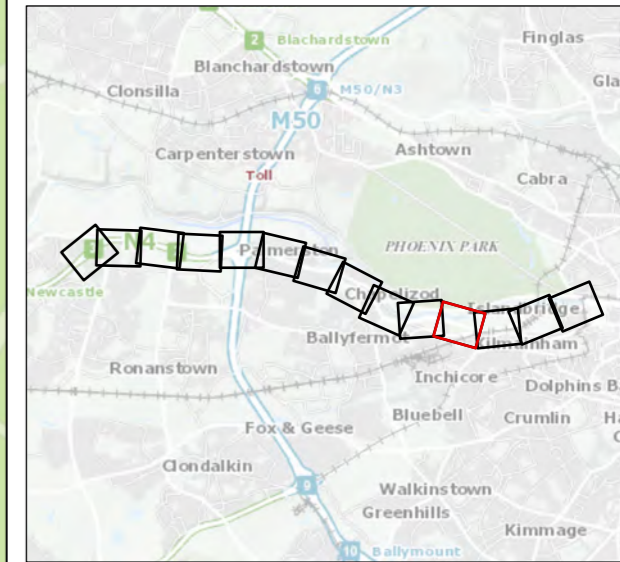 Finglas
2 Blachardstown
Blanchardstown
6 M50/N3
Clonsilla
M50
Carpenterstown
Ashtown
Toll
Cabra
N4
Palmerston
PHOENIX PARK
Newcastle
Chapelizod
Islandbridge
Ballyfermot
Kilmainham
Inchicore
Ronanstown
Dolphins B
Bluebell
Crumlin
Fox & Geese
Clondalkin
9
Walkinstown
Greenhills
Kimmage
10 Ballymount